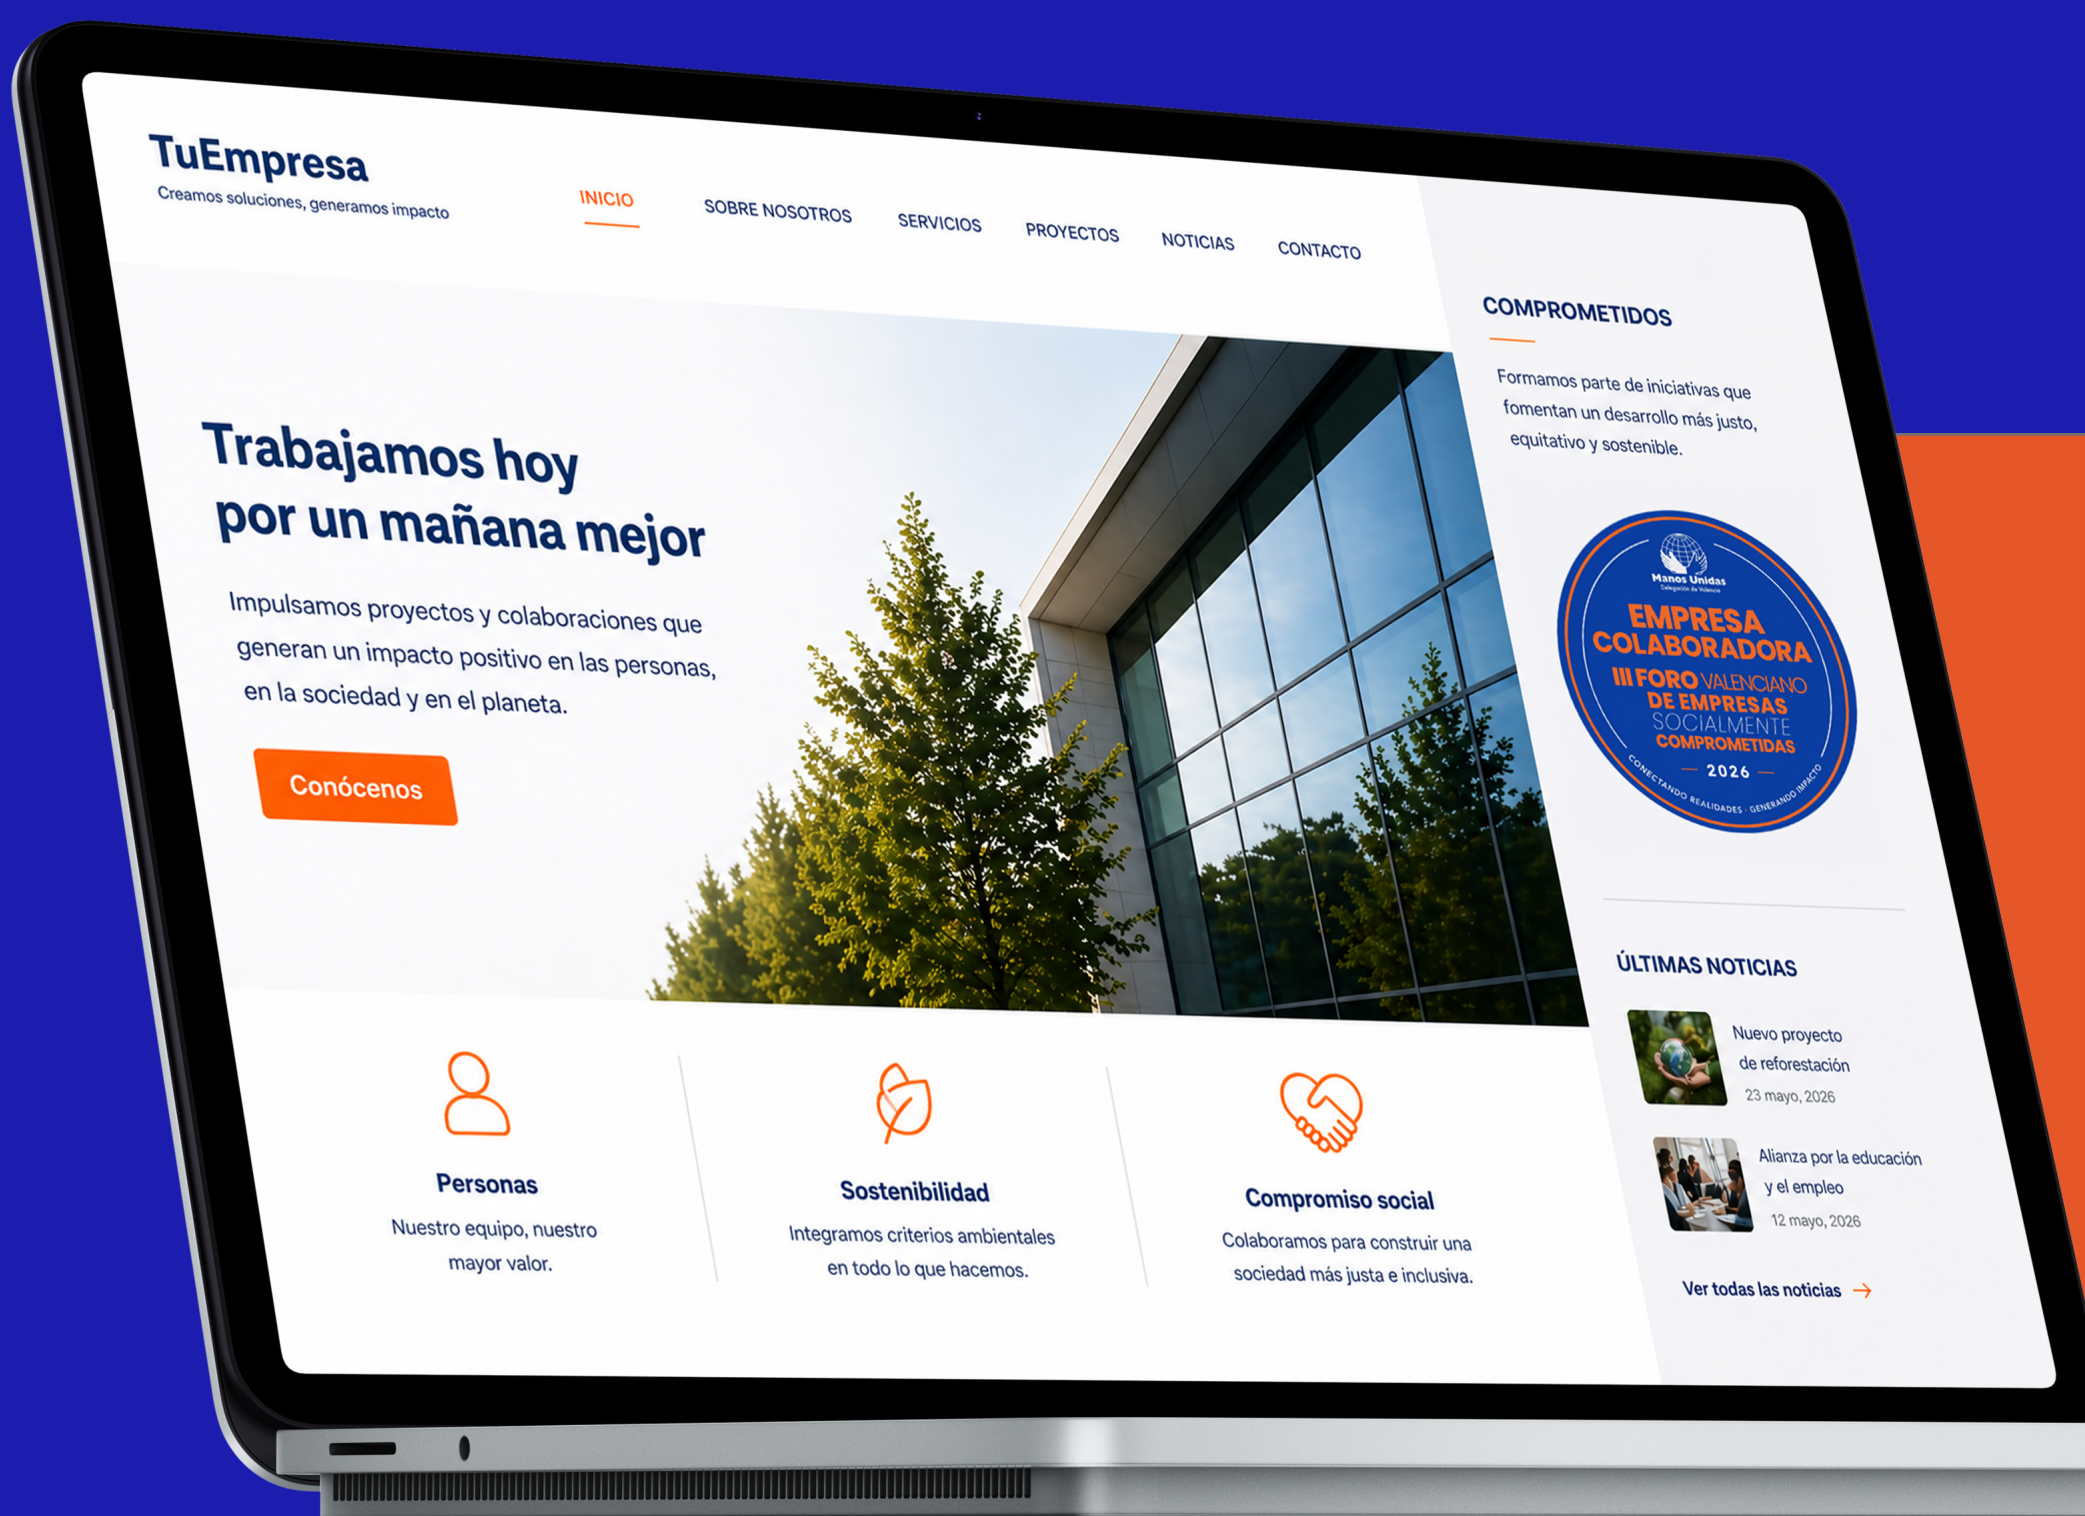 TuEmpresa
Creamos soluciones, generamos impacto
INICIO
SOBRE NOSOTROS
SERVICIOS
PROYECTOS
NOTICIAS
CONTACTO
Trabajamos hoy
por un mañana mejor
Impulsamos proyectos y colaboraciones que
generan un impacto positivo en las personas,
en la sociedad y en el planeta.
Conócenos
Personas
Nuestro equipo, nuestro
mayor valor.
Sostenibilidad
Integramos criterios ambientales
en todo lo que hacemos.
Compromiso social
Colaboramos para construir una
sociedad más justa e inclusiva.
COMPROMETIDOS
Formamos parte de iniciativas que
fomentan un desarrollo más justo,
equitativo y sostenible.
Manos Unidas
Delegación de Valencia
EMPRESA
COLABORADORA
III FORO VALENCIANO
DE EMPRESAS
SOCIALMENTE
COMPROMETIDAS
2026
CONECTANDO REALIDADES · GENERANDO IMPACTO
ÚLTIMAS NOTICIAS
Nuevo proyecto
de reforestación
23 mayo, 2026
Alianza por la educación
y el empleo
12 mayo, 2026
Ver todas las noticias →